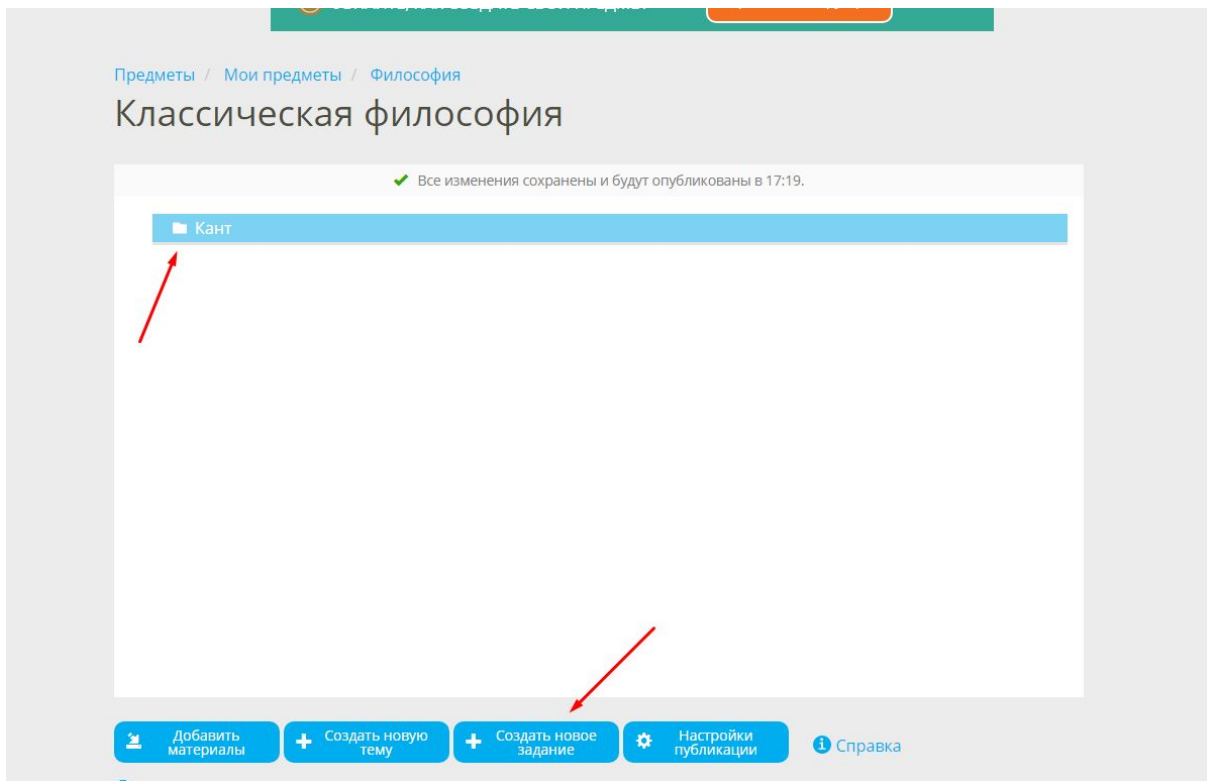 Предметы / Мои предметы / Философия
Классическая философия
Все изменения сохранены и будут опубликованы в 17:19.
Кант
Добавить
материалы
Создать новую
тему
Создать новое
задание
Настройки
публикации
Справка